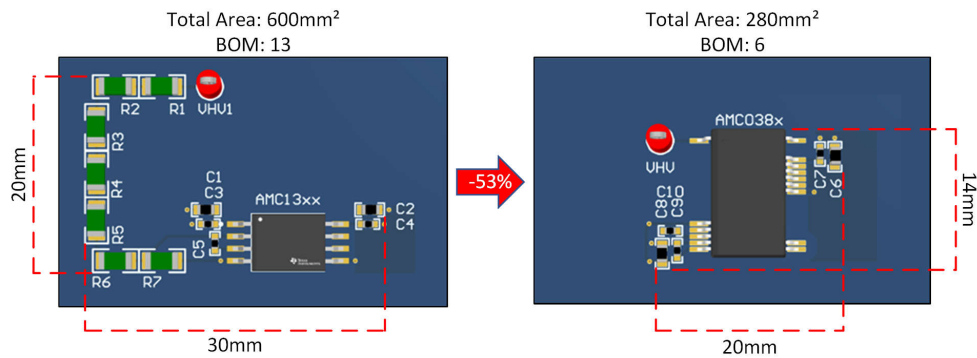 Total Area: 600mm²
BOM: 13
R2
R1
VHV1
R3
R4
R5
R6
R7
C1
C3
C5
AMC13xx
C2
C4
20mm
30mm
-53%
Total Area: 280mm²
BOM: 6
AMC038x
VHV
C7
C6
C10
C8
C9
14mm
20mm